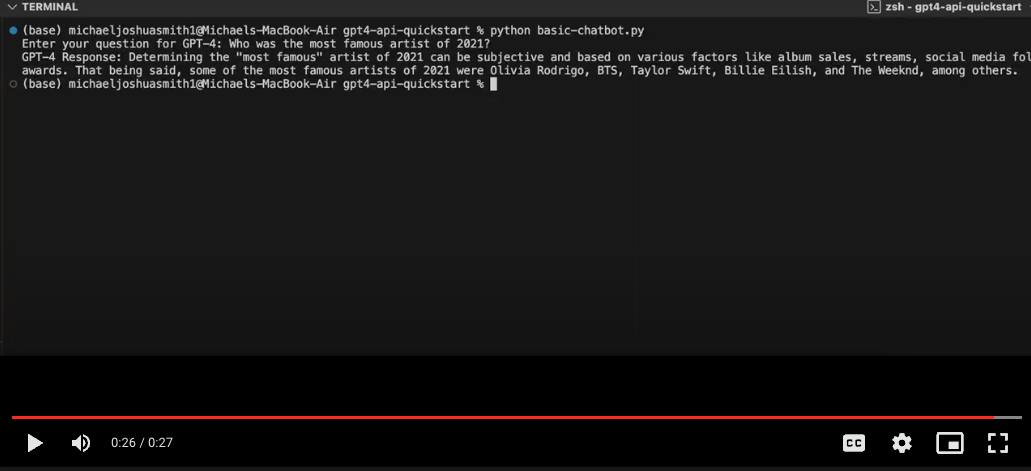 TERMINAL
zsh - gpt4-api-quickstart
(base) michaeljoshuasmith1@Michaels-MacBook-Air gpt4-api-quickstart % python basic-chatbot.py
Enter your question for GPT-4: Who was the most famous artist of 2021?
GPT-4 Response: Determining the "most famous" artist of 2021 can be subjective and based on various factors like album sales, streams, social media fol
awards. That being said, some of the most famous artists of 2021 were Olivia Rodrigo, BTS, Taylor Swift, Billie Eilish, and The Weeknd, among others.
(base) michaeljoshuasmith1@Michaels-MacBook-Air gpt4-api-quickstart %
0:26 / 0:27
CC